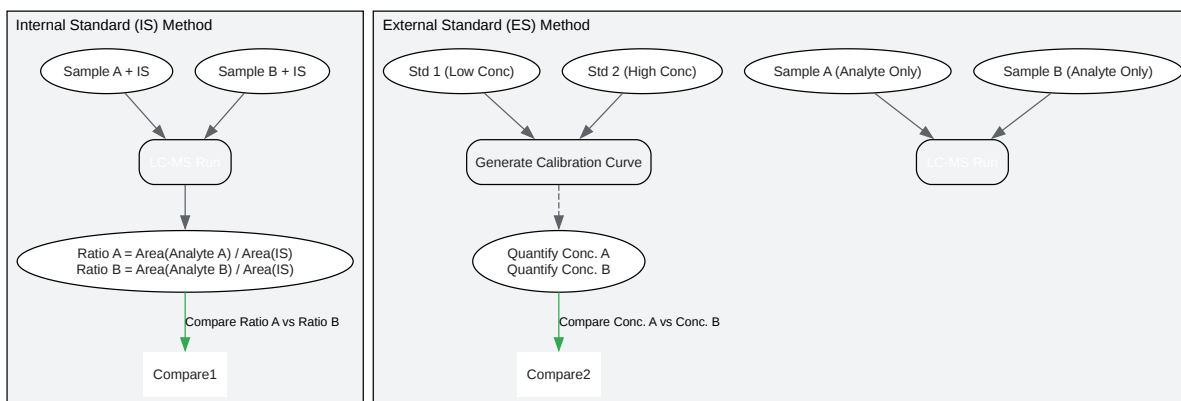 Internal Standard (IS) Method
Sample A + IS
Sample B + IS
LC-MS Run
Ratio A = Area(Analyte A) / Area(IS)
Ratio B = Area(Analyte B) / Area(IS)
Compare Ratio A vs Ratio B
Compare1
External Standard (ES) Method
Std 1 (Low Conc)
Std 2 (High Conc)
Sample A (Analyte Only)
Sample B (Analyte Only)
Generate Calibration Curve
LC-MS Run
Quantify Conc. A
Quantify Conc. B
Compare Conc. A vs Conc. B
Compare2